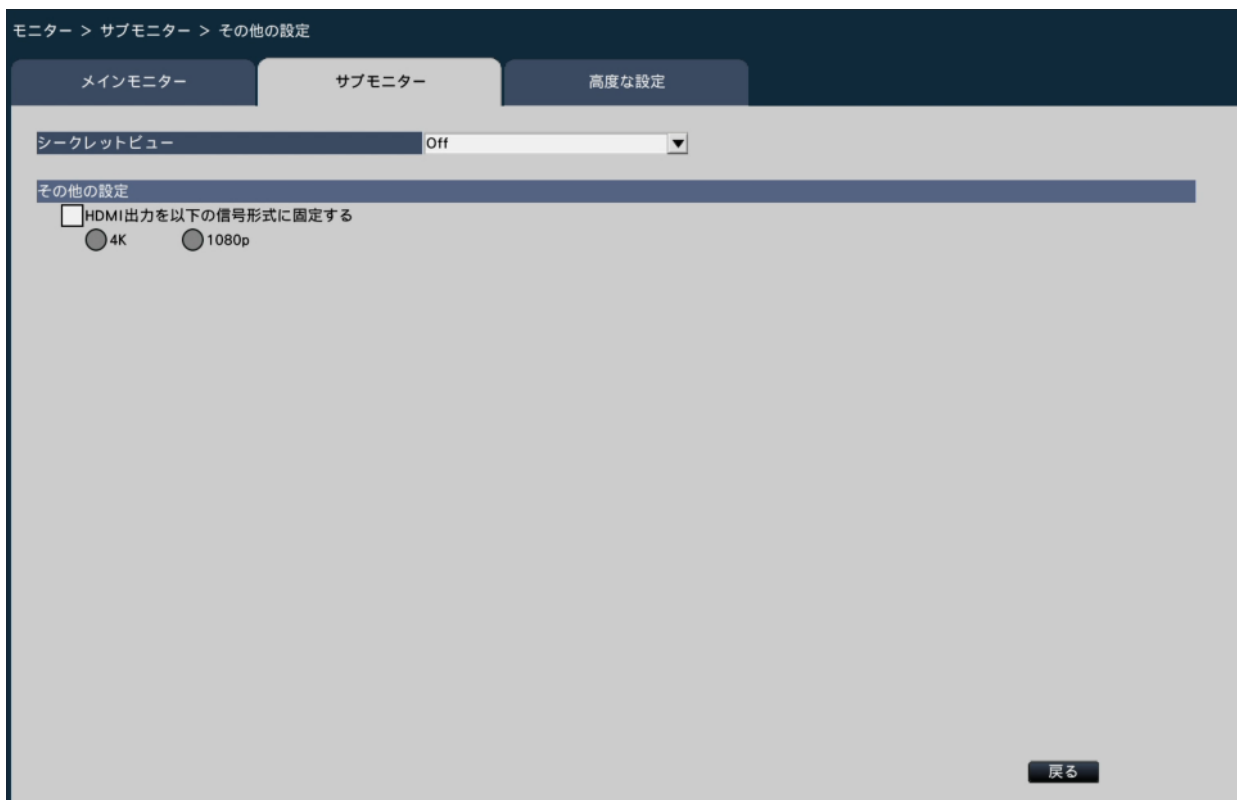 モニター > サブモニター > その他の設定
メインモニター サブモニター 高度な設定
シークレットビュー Off
その他の設定
HDMI出力を以下の信号形式に固定する
4K 1080p
戻る